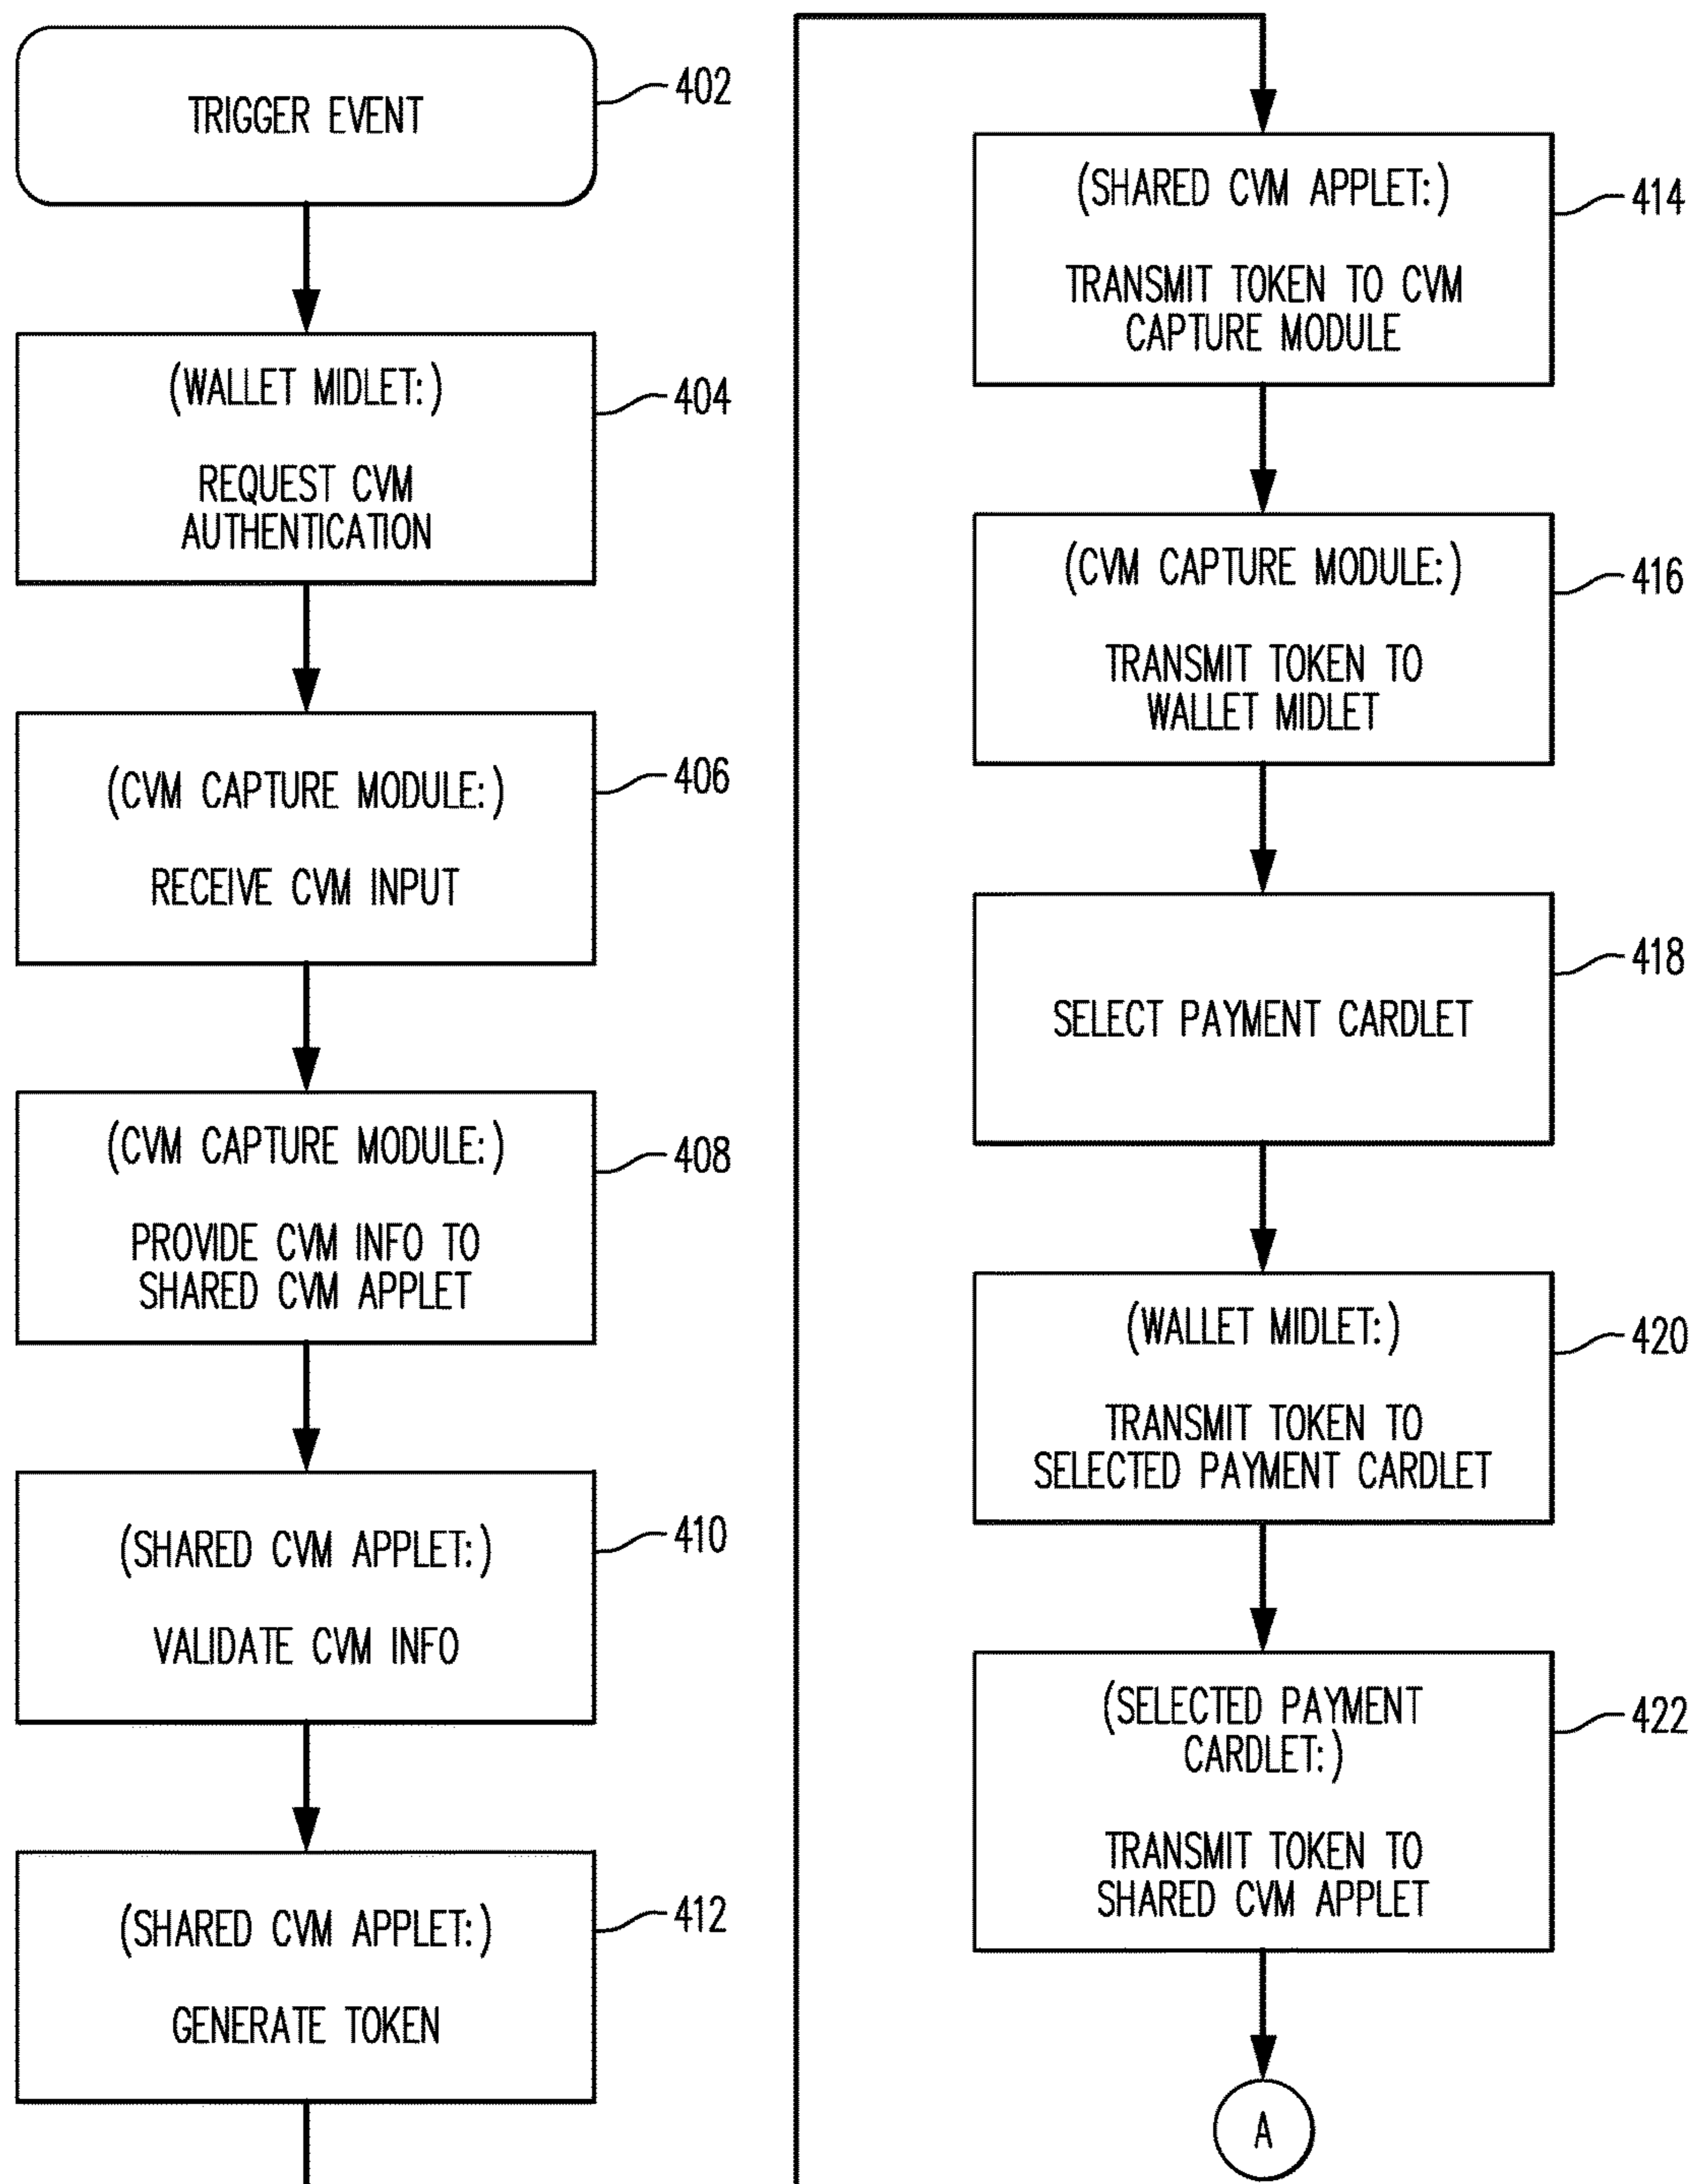 TRIGGER EVENT
402
(WALLET MIDLET:)
404
REQUEST CVM
AUTHENTICATION
(CVM CAPTURE MODULE:)
406
RECEIVE CVM INPUT
(CVM CAPTURE MODULE:)
408
PROVIDE CVM INFO TO
SHARED CVM APPLET
(SHARED CVM APPLET:)
410
VALIDATE CVM INFO
(SHARED CVM APPLET:)
412
GENERATE TOKEN
(SHARED CVM APPLET:)
414
TRANSMIT TOKEN TO CVM
CAPTURE MODULE
(CVM CAPTURE MODULE:)
416
TRANSMIT TOKEN TO
WALLET MIDLET
418
SELECT PAYMENT CARDLET
(WALLET MIDLET:)
420
TRANSMIT TOKEN TO
SELECTED PAYMENT CARDLET
(SELECTED PAYMENT
CARDLET:)
422
TRANSMIT TOKEN TO
SHARED CVM APPLET
A